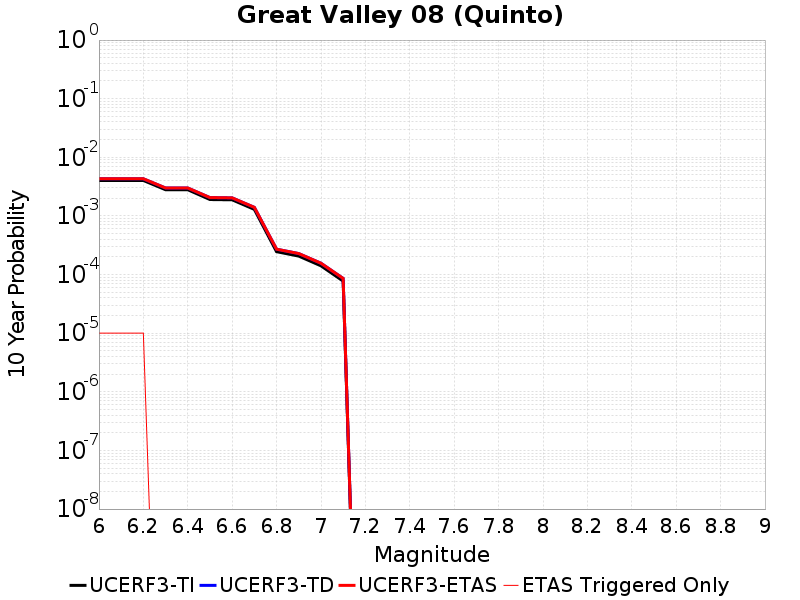 Great Valley 08 (Quinto)
10 Year Probability
10^0
10^-1
10^-2
10^-3
10^-4
10^-5
10^-6
10^-7
10^-8
6 6.2 6.4 6.6 6.8 7 7.2 7.4 7.6 7.8 8 8.2 8.4 8.6 8.8 9
Magnitude
UCERF3-TI UCERF3-TD UCERF3-ETAS ETAS Triggered Only